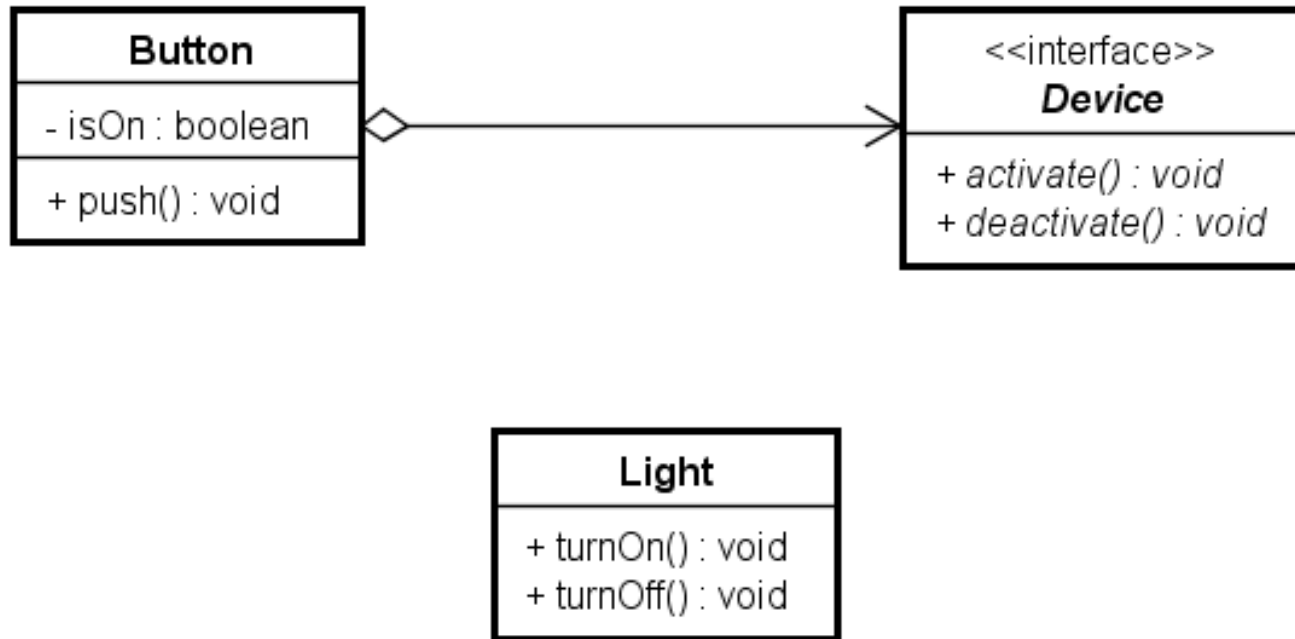 Button
- isOn : boolean
+ push() : void
<<interface>>
Device
+ activate() : void
+ deactivate() : void
Light
+ turnOn() : void
+ turnOff() : void